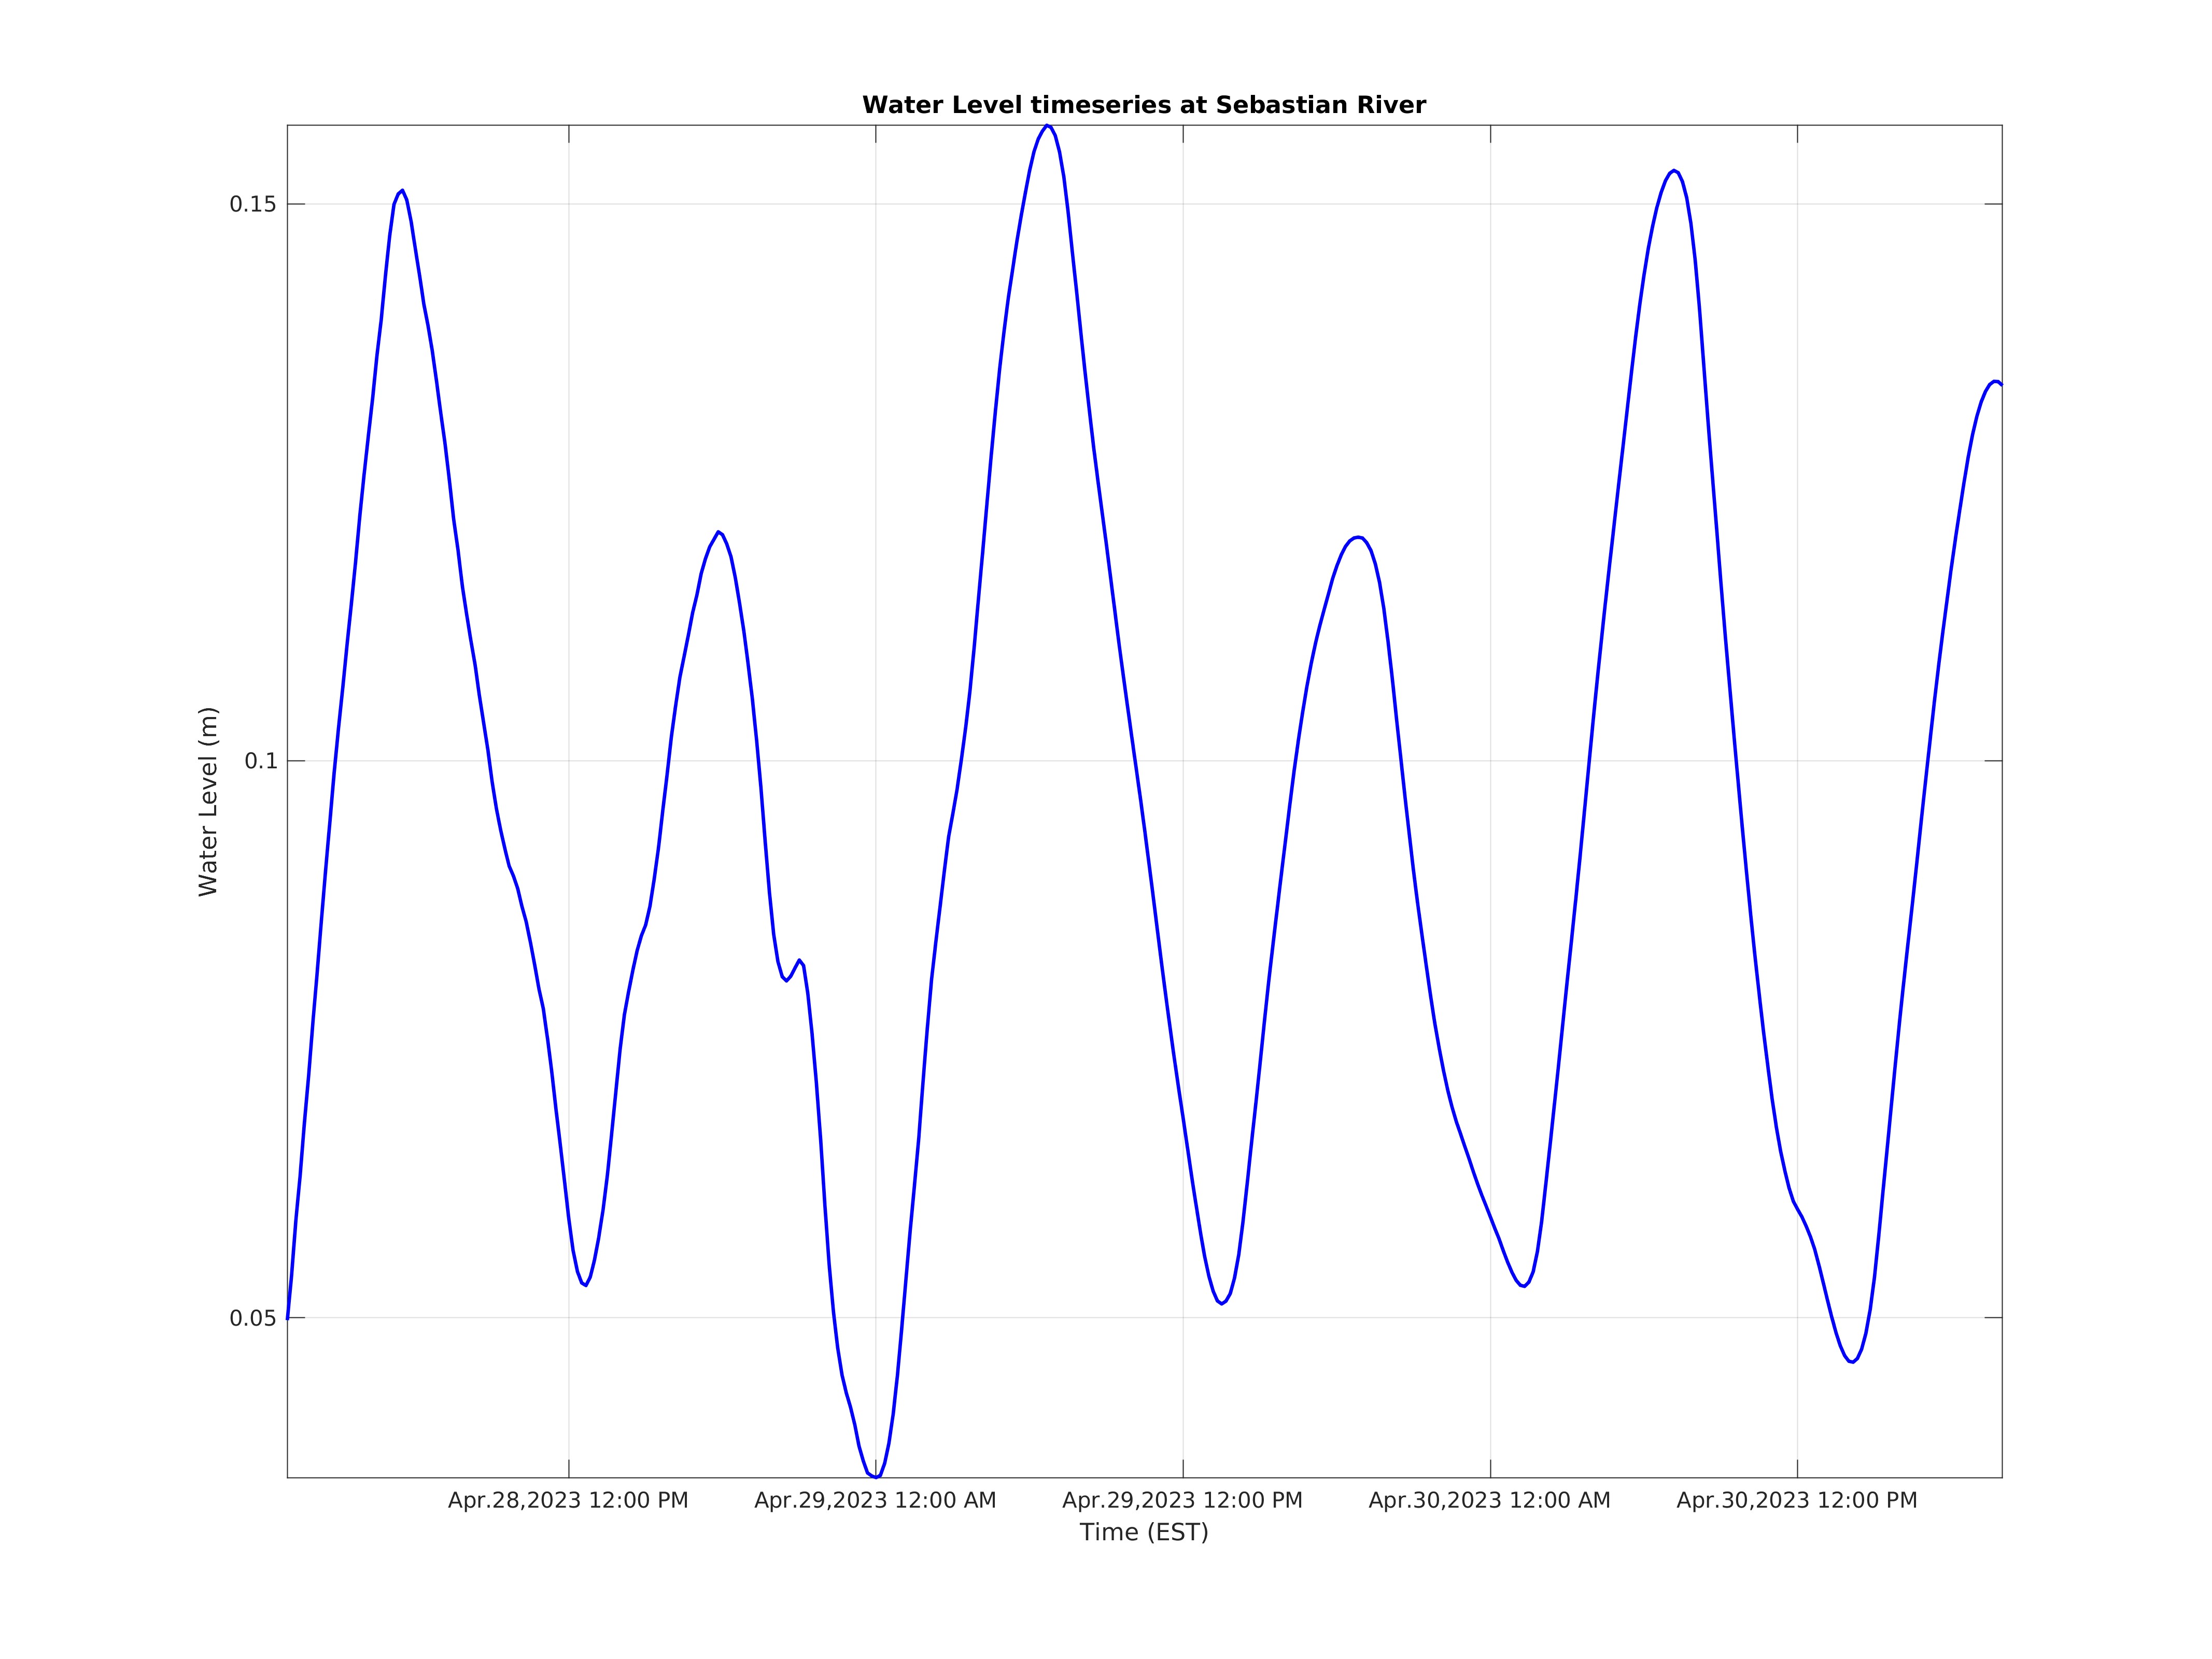 Water Level timeseries at Sebastian River
0.15
0.1
0.05
Water Level (m)
Apr.28,2023 12:00 PM
Apr.29,2023 12:00 AM
Apr.29,2023 12:00 PM
Apr.30,2023 12:00 AM
Apr.30,2023 12:00 PM
Time (EST)